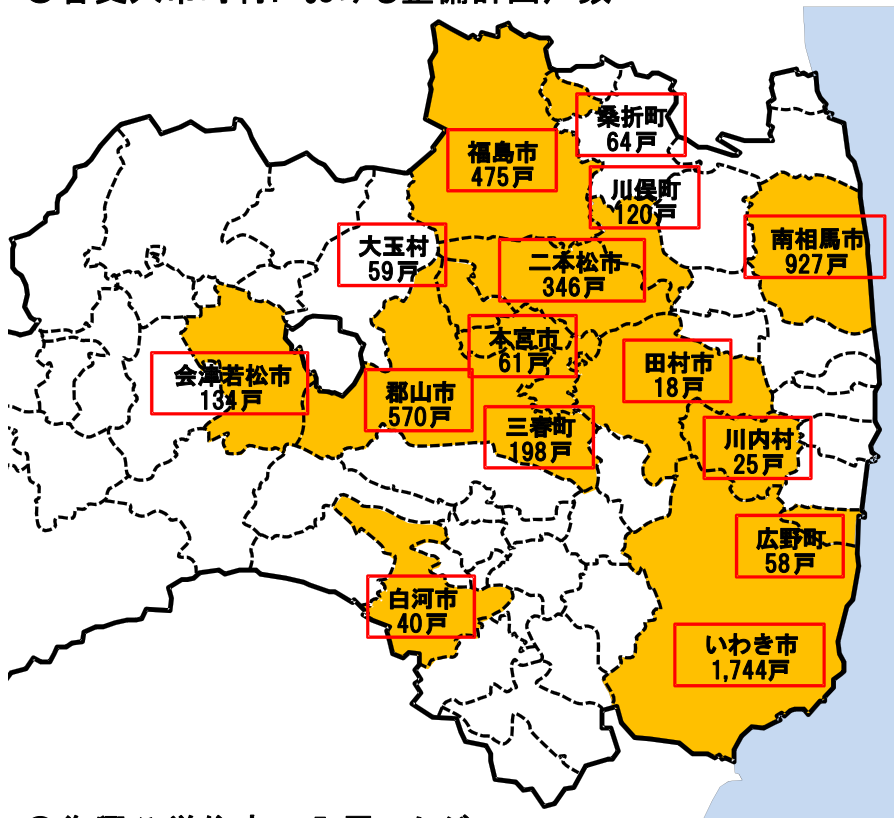 桑折町
64戸
福島市
475戸
川俣町
120戸
大玉村
59戸
南相馬市
927戸
二本松市
346戸
本宮市
61戸
田村市
18戸
会津若松市
134戸
郡山市
570戸
三春町
198戸
川内村
25戸
広野町
58戸
白河市
40戸
いわき市
1,744戸